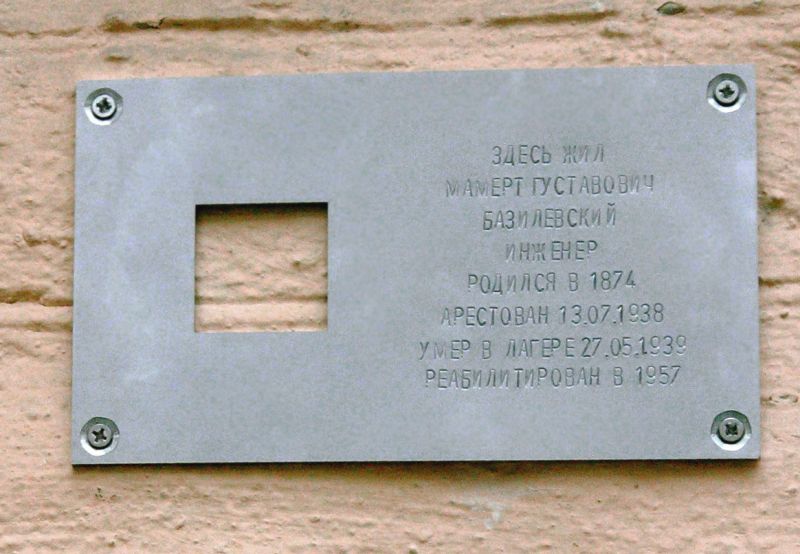 ЗДЕСЬ ЖИЛ
МАМЕРТ ГУСТАВОВИЧ
БАЗИЛЕВСКИЙ
ИНЖЕНЕР
РОДИЛСЯ В 1874
АРЕСТОВАН 13.07.1938
УМЕР В ЛАГЕРЕ 27.05.1939
РЕАБИЛИТИРОВАН В 1957